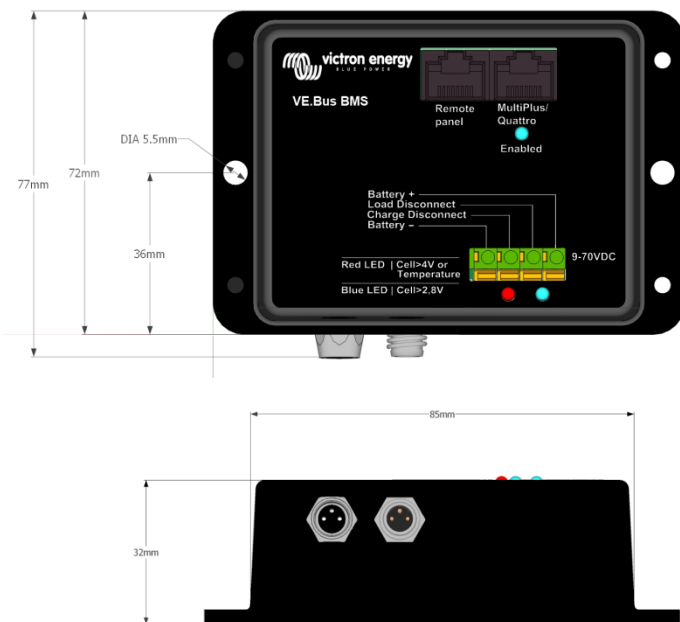 victron energy
BLUE POWER
VE.Bus BMS
Remote
panel
MultiPlus/
Quattro
Enabled
DIA 5.5mm
77mm
72mm
36mm
Battery +
Load Disconnect
Charge Disconnect
Battery −
9-70VDC
Red LED | Cell>4V or
Temperature
Blue LED | Cell>2,8V
85mm
32mm